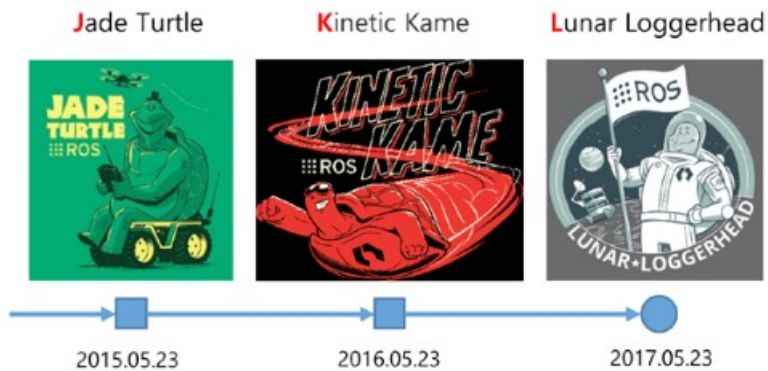 Jade Turtle
Kinetic Kame
Lunar Loggerhead
JADE
TURTLE
ROS
KINETIC
KAME
ROS
ROS
LUNAR★LOGGERHEAD
2015.05.23
2016.05.23
2017.05.23